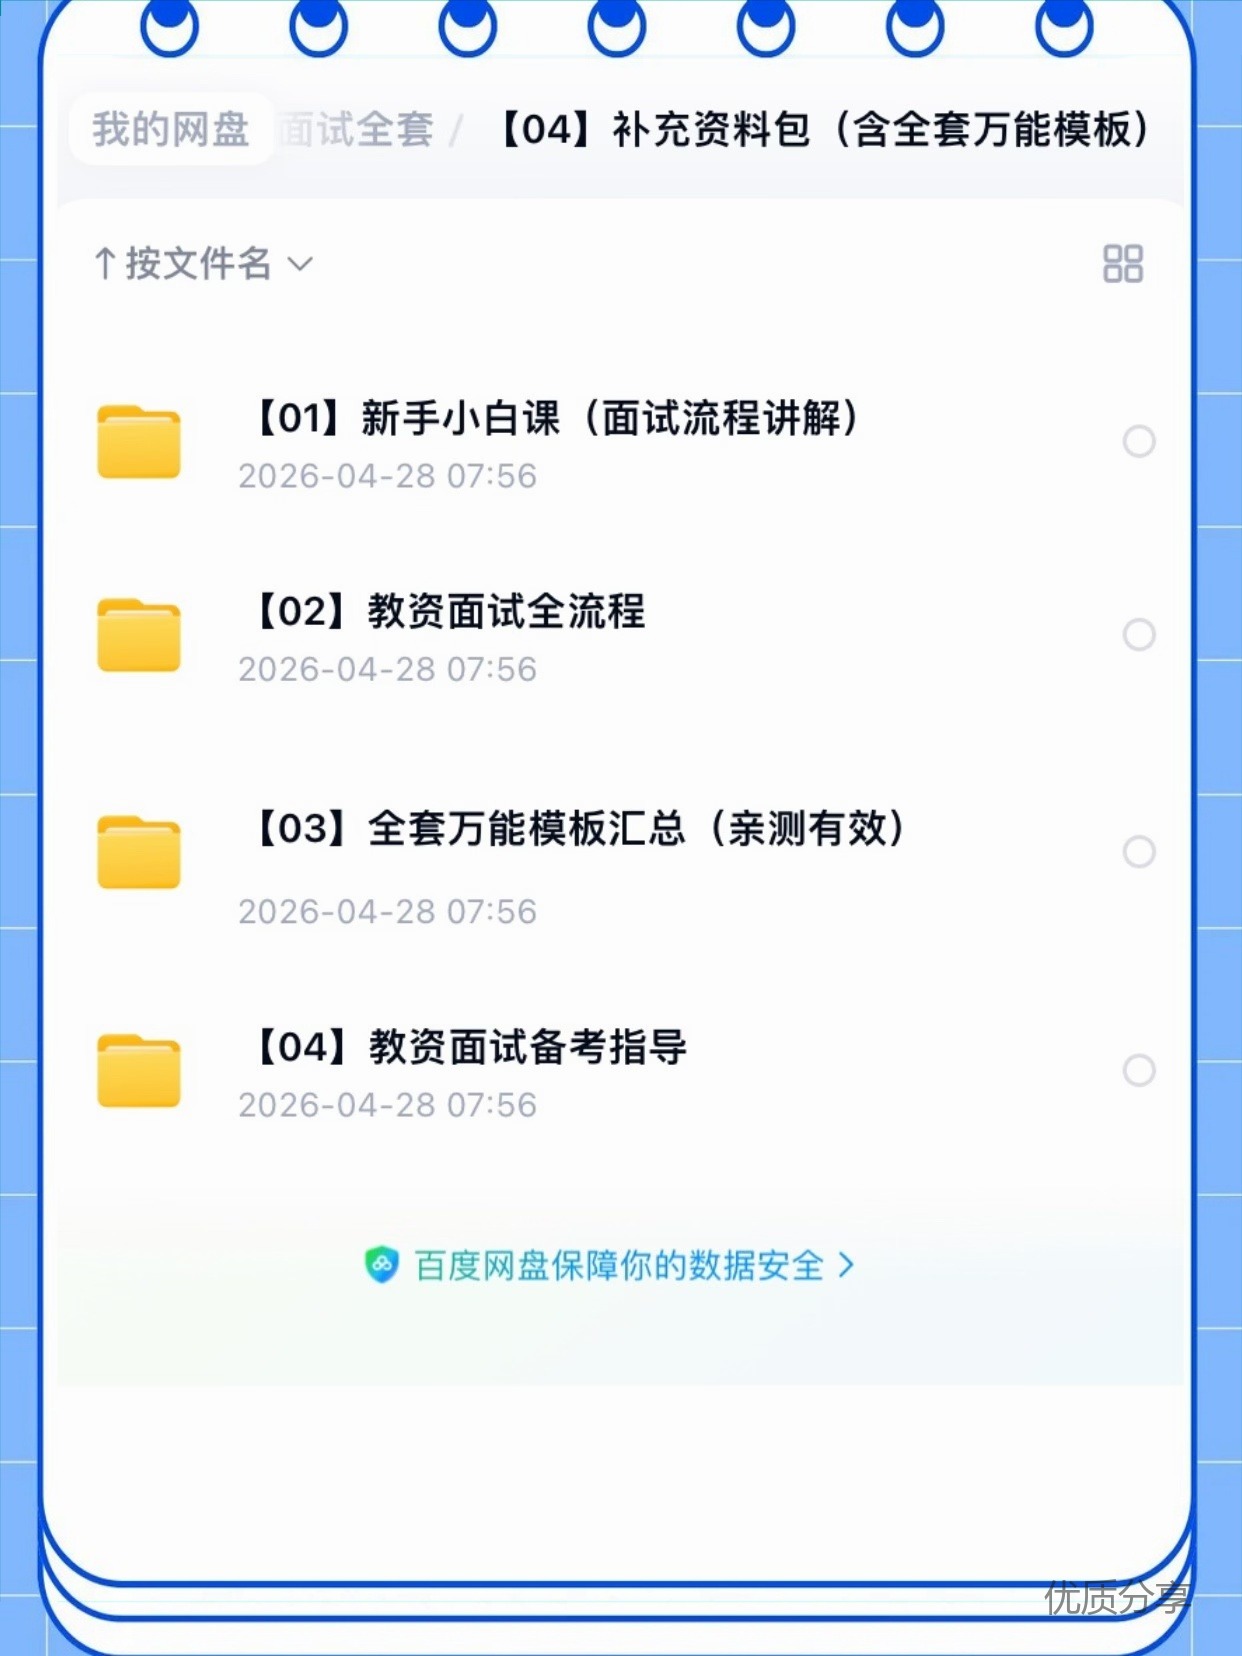 我的网盘 面试全套 / 【04】补充资料包（含全套万能模板）
↑按文件名
【01】新手小白课（面试流程讲解）
2026-04-28 07:56
【02】教资面试全流程
2026-04-28 07:56
【03】全套万能模板汇总（亲测有效）
2026-04-28 07:56
【04】教资面试备考指导
2026-04-28 07:56
百度网盘保障你的数据安全
优质分享